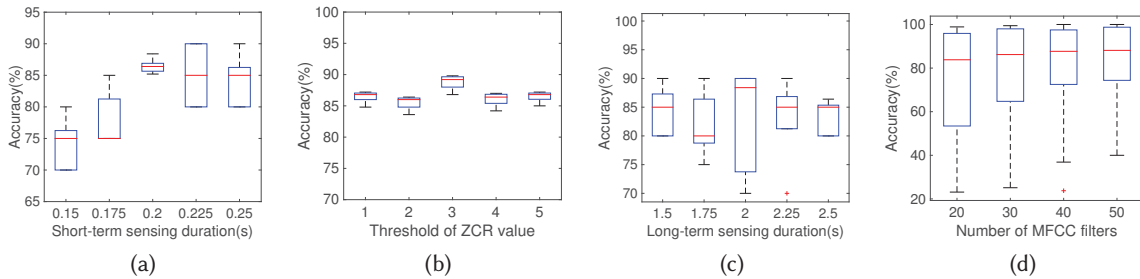 Accuracy(%)
95
90
85
80
75
70
65
0.15 0.175 0.2 0.225 0.25
Short-term sensing duration(s)
(a)
Accuracy(%)
100
95
90
85
80
75
70
1 2 3 4 5
Threshold of ZCR value
(b)
Accuracy(%)
100
95
90
85
80
75
70
1.5 1.75 2 2.25 2.5
Long-term sensing duration(s)
(c)
Accuracy(%)
100
80
60
40
20
20 30 40 50
Number of MFCC filters
(d)